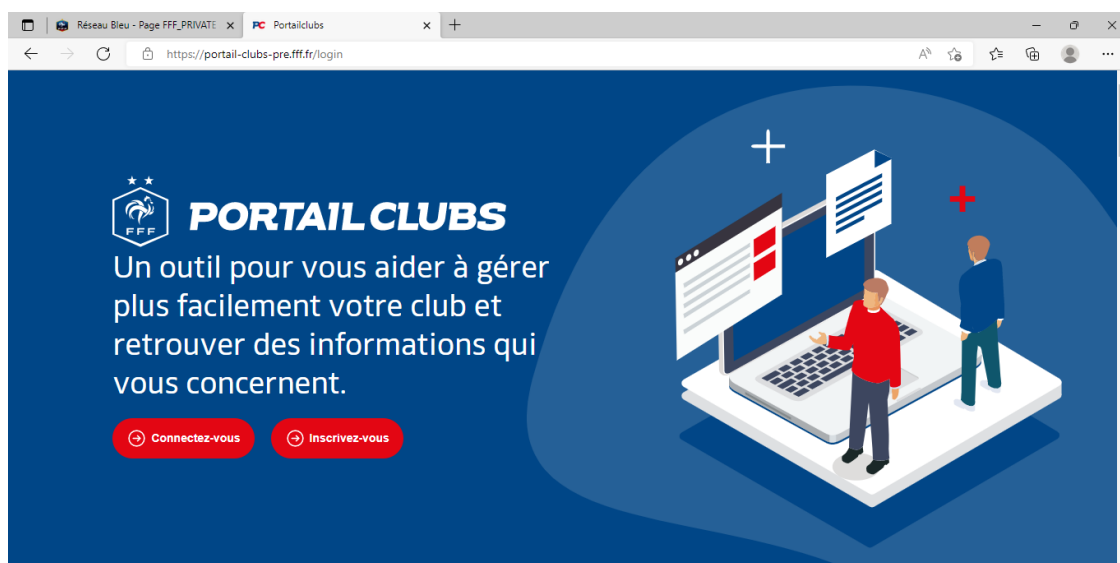 Réseau Bleu - Page FFF_PRIVATE
PC Portailclubs
https://portail-clubs-pre.fff.fr/login
FFF
PORTAIL CLUBS
Un outil pour vous aider à gérer
plus facilement votre club et
retrouver des informations qui
vous concernent.
Connectez-vous
Inscrivez-vous